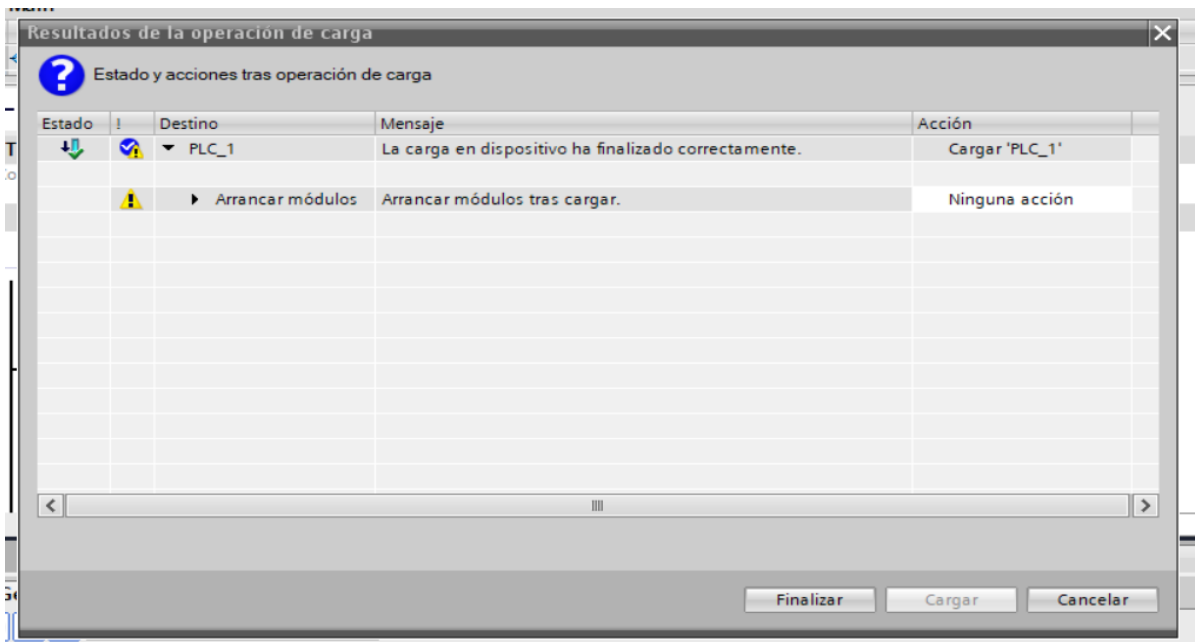 Resultados de la operación de carga
Estado y acciones tras operación de carga
Estado ! Destino Mensaje Acción
PLC_1 La carga en dispositivo ha finalizado correctamente. Cargar 'PLC_1'
Arrancar módulos Arrancar módulos tras cargar. Ninguna acción
Finalizar Cargar Cancelar